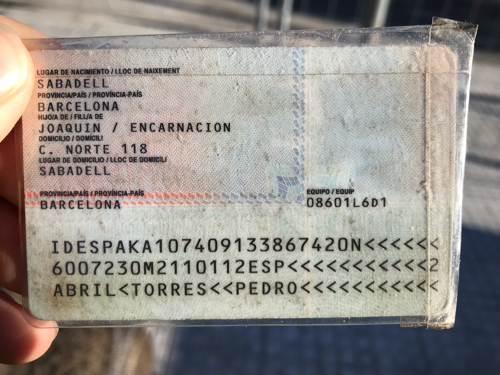 LUGAR DE NACIMIENTO / LLOC DE NAIXEMENT
SABADELL
PROVINCIA/PAÍS / PROVÍNCIA-PAÍS
BARCELONA
HIJO/A DE / FILL/A DE
JOAQUIN / ENCARNACION
DOMICILIO / DOMICILI
C. NORTE 118
LUGAR DE DOMICILIO / LLOC DE DOMICILI
SABADELL
PROVINCIA/PAÍS / PROVÍNCIA-PAÍS
BARCELONA
EQUIPO / EQUIP
08601L6D1
IDESPAKA107409133867420N<<<<<<
6007230M2110112ESP<<<<<<<<<<<2
ABRIL<TORRES<<PEDRO<<<<<<<<<<<